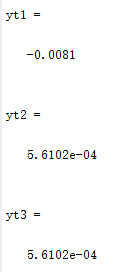 yt1 =
-0.0081
yt2 =
5.6102e-04
yt3 =
5.6102e-04